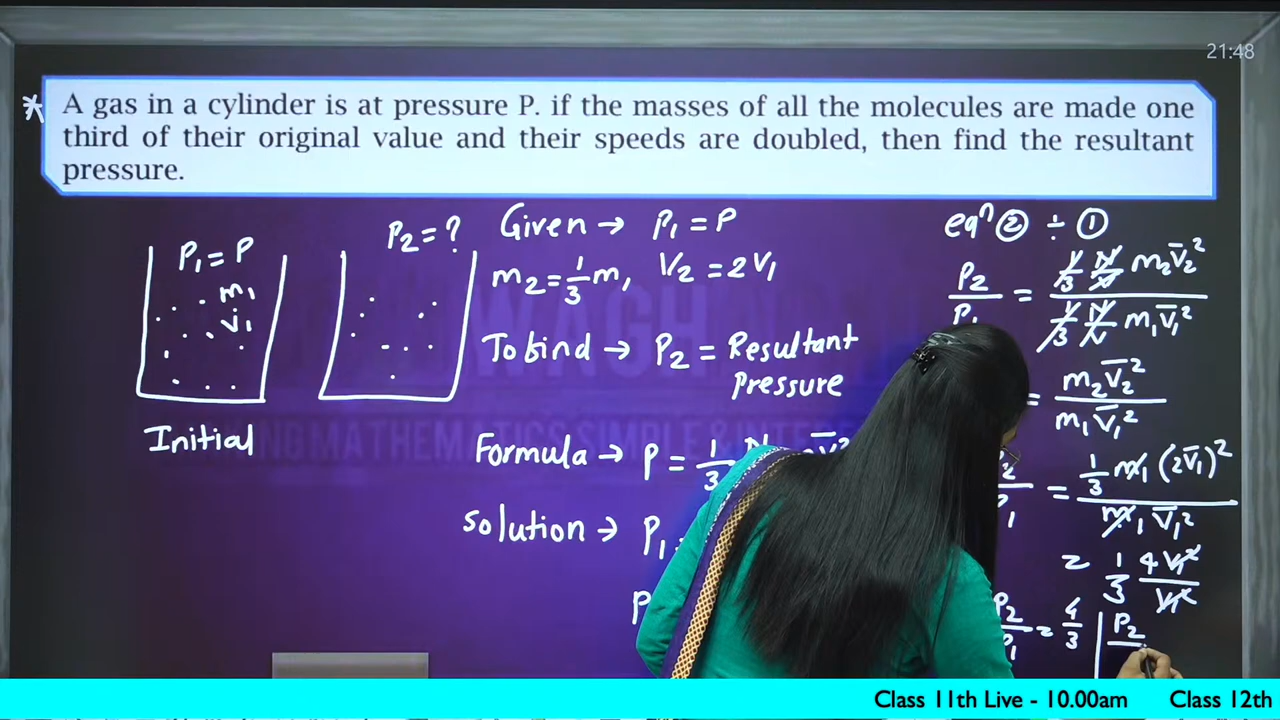 21:48
* A gas in a cylinder is at pressure P. if the masses of all the molecules are made one
third of their original value and their speeds are doubled, then find the resultant
pressure.
P₁ = P
m₁
v₁
Initial
P₂ = ?
Given → P₁ = P
m₂ = 1/3 m₁ V₂ = 2V₁
To find → P₂ = Resultant
Pressure
Formula → P = 1/3
Solution → P₁
P
eqⁿ ② ÷ ①
P₂/P₁ = 1/3 N/V m₂v̄₂² / 1/3 N/V m₁v̄₁²
= m₂v̄₂² / m₁v̄₁²
= 1/3 m₁ (2v̄₁)² / m₁ v̄₁²
= 1/3 4v₁² / v₁²
P₂/P₁ = 4/3 | P₂
Class 11th Live - 10.00am Class 12th